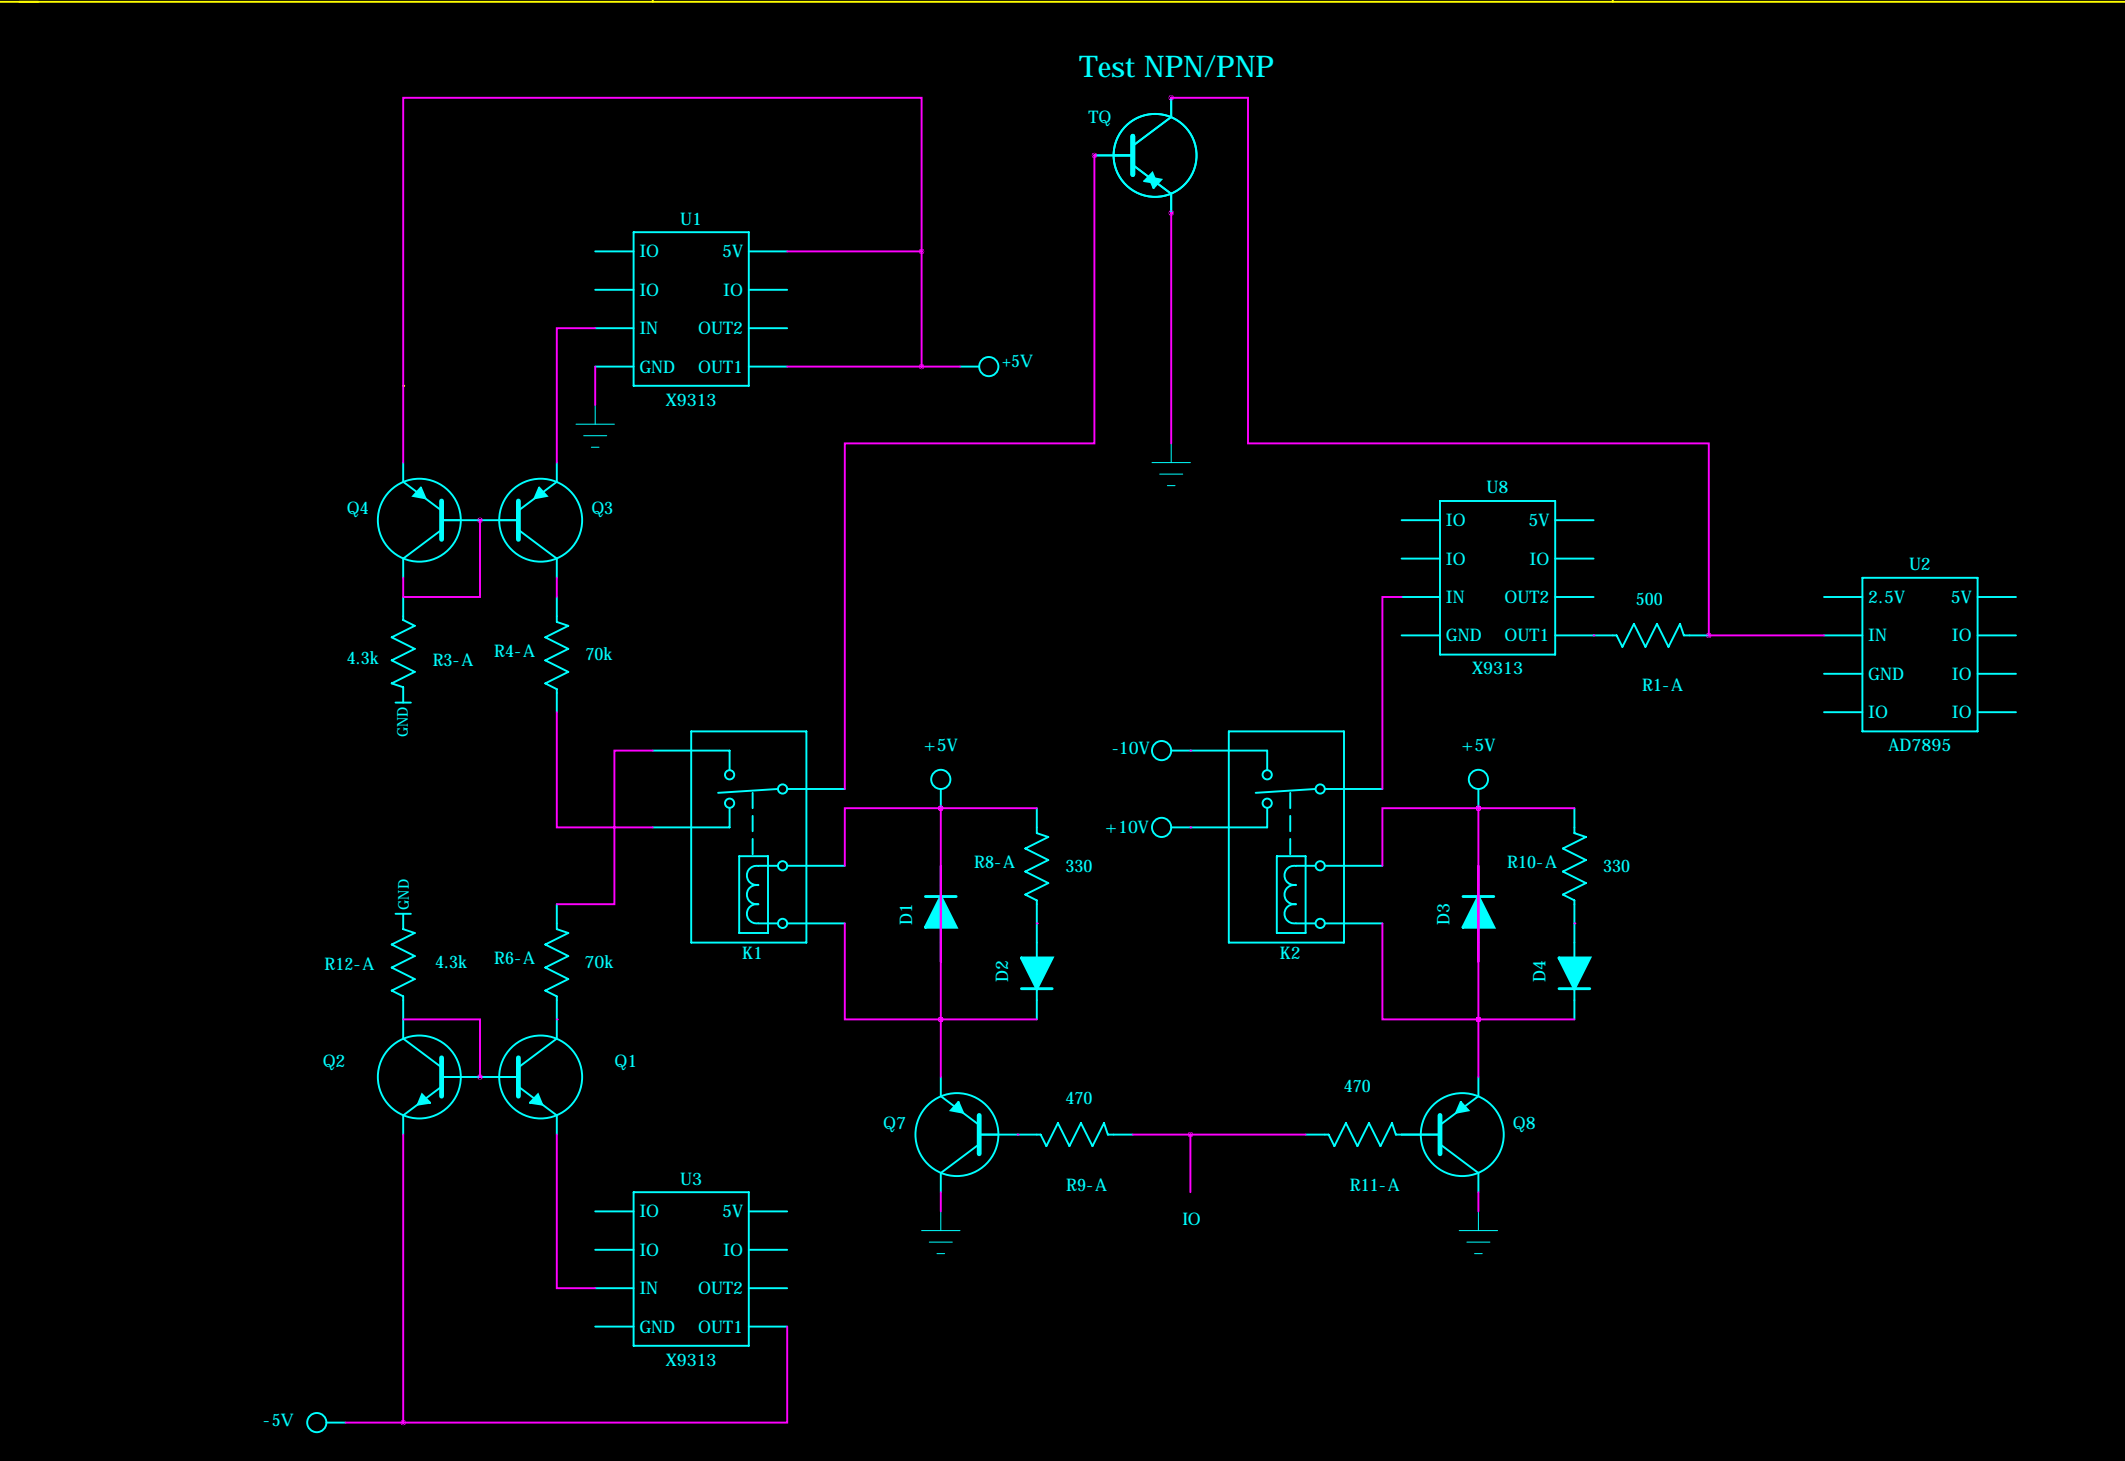 Test NPN/PNP
TQ
U1
IO 5V
IO IO
IN OUT2
GND OUT1
X9313
+5V
Q4
Q3
U8
IO 5V
IO IO
IN OUT2
GND OUT1
X9313
500
R1-A
U2
2.5V 5V
IN IO
GND IO
IO IO
AD7895
4.3k
R3-A
R4-A
70k
GND
+5V
-10V
+10V
+5V
R8-A
330
R10-A
330
D1
D2
D3
D4
K1
K2
GND
R12-A
4.3k
R6-A
70k
Q2
Q1
Q7
470
R9-A
470
R11-A
Q8
IO
U3
IO 5V
IO IO
IN OUT2
GND OUT1
X9313
-5V